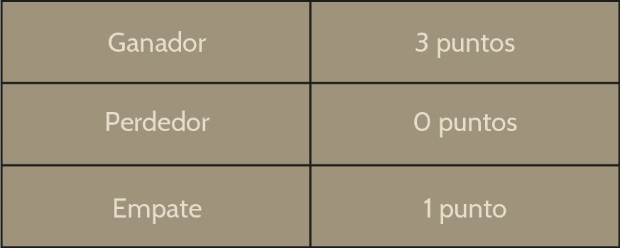 Ganador 3 puntos
Perdedor 0 puntos
Empate 1 punto